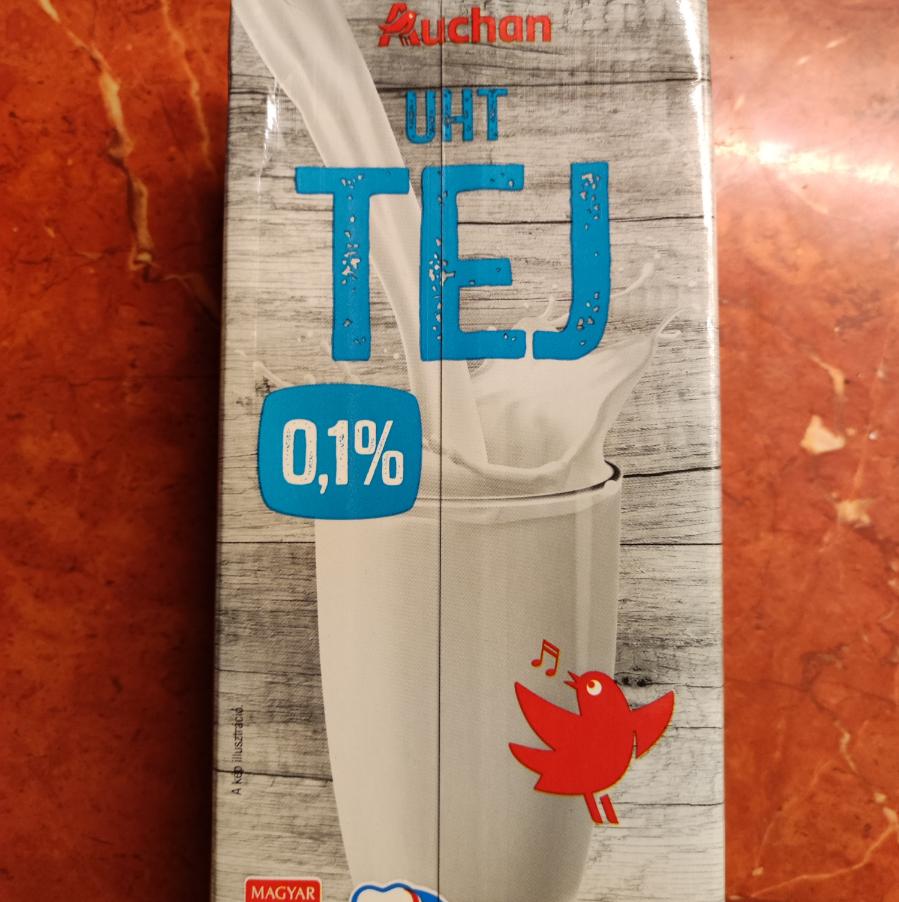 Auchan
UHT
TEJ
0,1%
A kép illusztráció.
MAGYAR